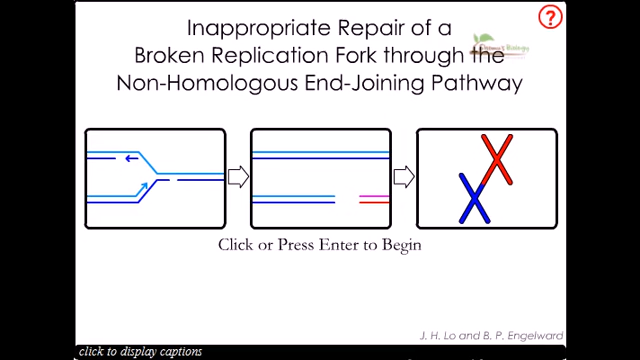 Inappropriate Repair of a
Broken Replication Fork through the
Non-Homologous End-Joining Pathway
?
Click or Press Enter to Begin
J. H. Lo and B. P. Engelward
click to display captions